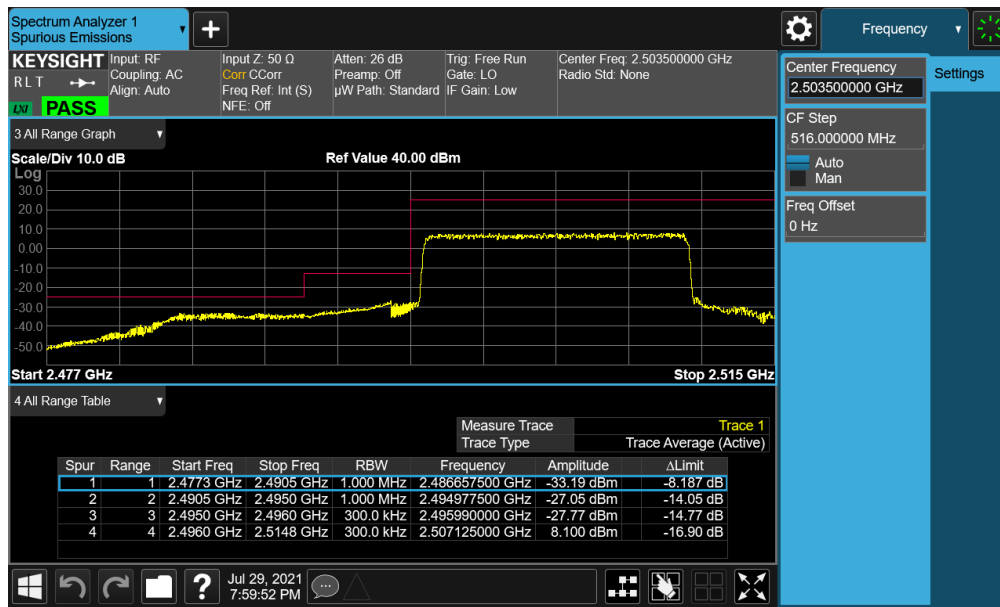 Spectrum Analyzer 1
Spurious Emissions
Frequency
KEYSIGHT
R L T
LXI
PASS
Input: RF
Coupling: AC
Align: Auto
Input Z: 50 Ω
Corr CCorr
Freq Ref: Int (S)
NFE: Off
Atten: 26 dB
Preamp: Off
µW Path: Standard
Trig: Free Run
Gate: LO
IF Gain: Low
Center Freq: 2.503500000 GHz
Radio Std: None
Center Frequency
2.503500000 GHz
Settings
CF Step
516.000000 MHz
Auto
Man
Freq Offset
0 Hz
3 All Range Graph
Scale/Div 10.0 dB
Ref Value 40.00 dBm
Log
30.0
20.0
10.0
0.00
-10.0
-20.0
-30.0
-40.0
-50.0
Start 2.477 GHz
Stop 2.515 GHz
4 All Range Table
Measure Trace Trace 1
Trace Type Trace Average (Active)
Spur Range Start Freq Stop Freq RBW Frequency Amplitude ΔLimit
1 1 2.4773 GHz 2.4905 GHz 1.000 MHz 2.486657500 GHz -33.19 dBm -8.187 dB
2 2 2.4905 GHz 2.4950 GHz 1.000 MHz 2.494977500 GHz -27.05 dBm -14.05 dB
3 3 2.4950 GHz 2.4960 GHz 300.0 kHz 2.495990000 GHz -27.77 dBm -14.77 dB
4 4 2.4960 GHz 2.5148 GHz 300.0 kHz 2.507125000 GHz 8.100 dBm -16.90 dB
Jul 29, 2021
7:59:52 PM